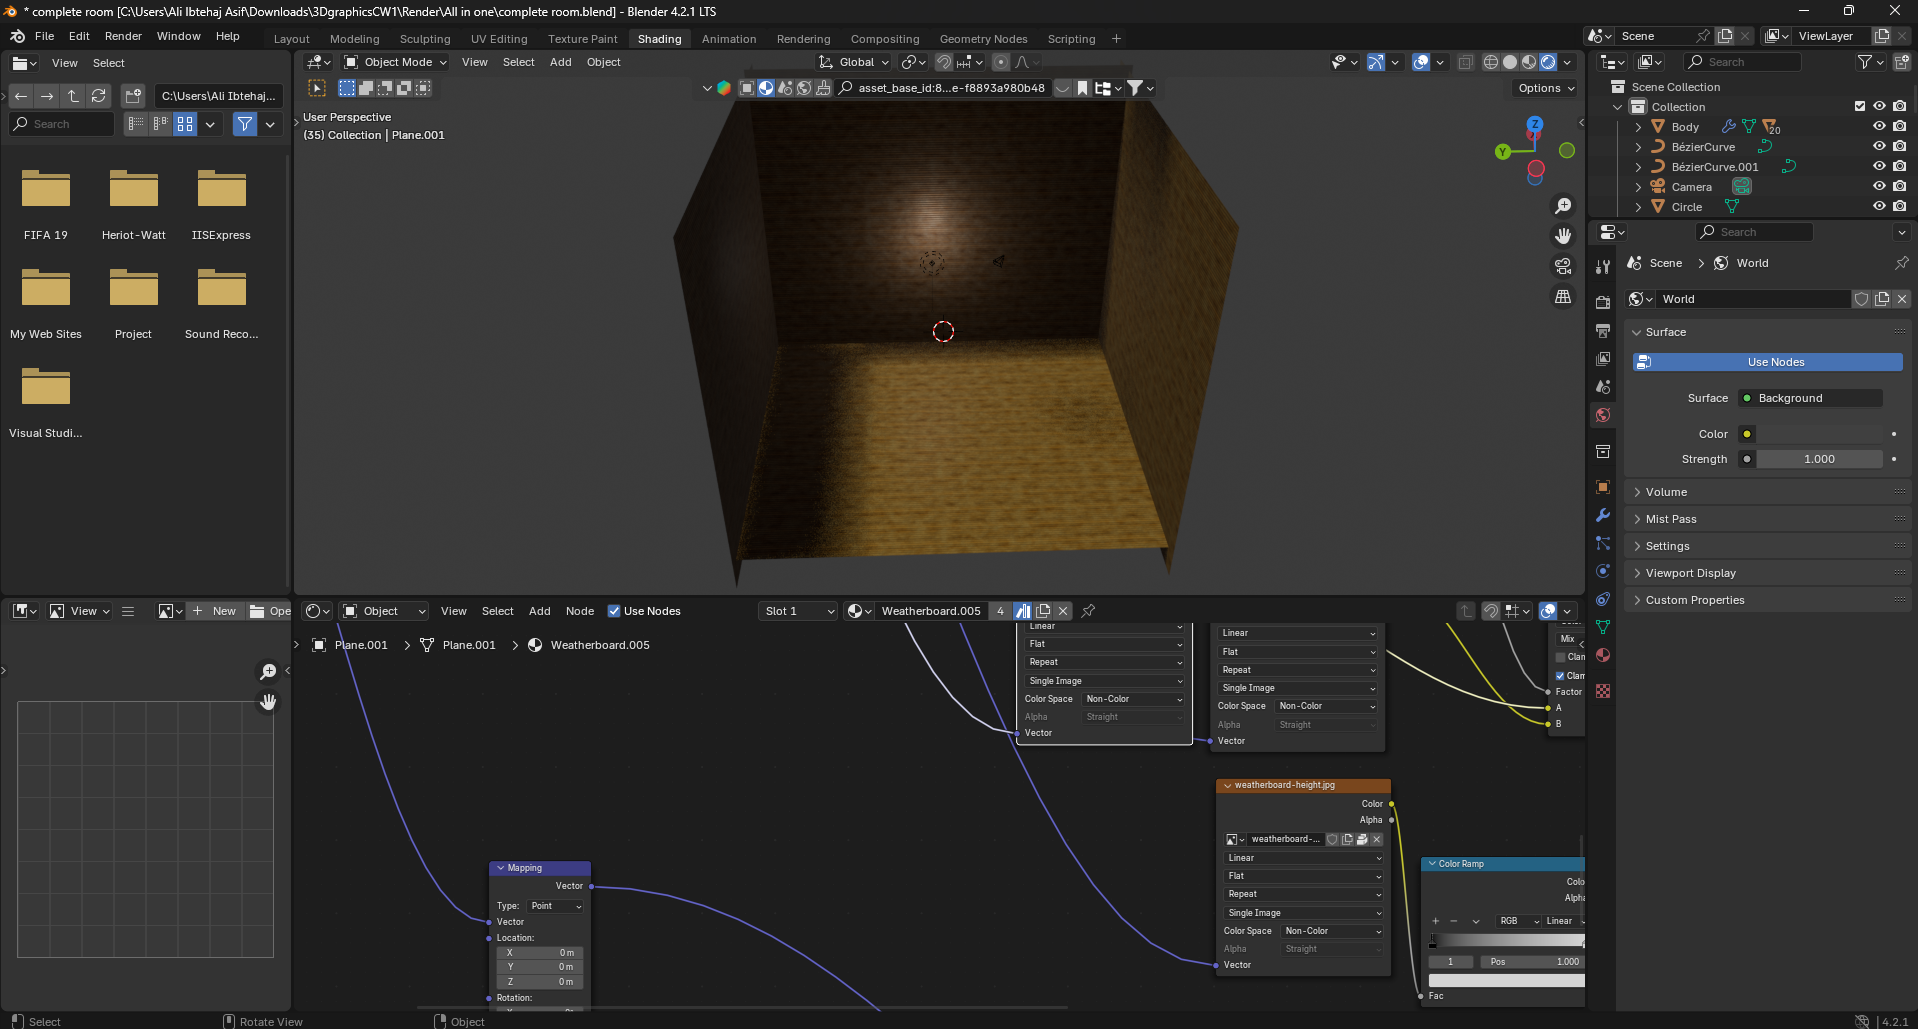 * complete room [C:\Users\Ali Ibtehaj Asif\Downloads\3DgraphicsCW1\Render\All in one\complete room.blend] - Blender 4.2.1 LTS
File Edit Render Window Help
Layout Modeling Sculpting UV Editing Texture Paint Shading Animation Rendering Compositing Geometry Nodes Scripting +
Scene
ViewLayer
View Select
C:\Users\Ali Ibtehaj...
Search
FIFA 19
Heriot-Watt
IISExpress
My Web Sites
Project
Sound Reco...
Visual Studi...
Object Mode View Select Add Object
Global
asset_base_id:8...e-f8893a980b48
Options
User Perspective
(35) Collection | Plane.001
Z
Y
Search
Scene Collection
Collection
Body
20
BézierCurve
BézierCurve.001
Camera
Circle
Search
Scene > World
World
Surface
Use Nodes
Surface Background
Color
Strength 1.000
Volume
Mist Pass
Settings
Viewport Display
Custom Properties
View
New
Ope
Object View Select Add Node Use Nodes
Slot 1
Weatherboard.005 4
Plane.001 > Plane.001 > Weatherboard.005
Linear
Flat
Repeat
Single Image
Color Space Non-Color
Alpha Straight
Vector
Linear
Flat
Repeat
Single Image
Color Space Non-Color
Alpha Straight
Vector
Mix
Clam
Clam
Factor
A
B
weatherboard-height.jpg
Color
Alpha
weatherboard-...
Linear
Flat
Repeat
Single Image
Color Space Non-Color
Alpha Straight
Vector
Color Ramp
Colo
Alpha
RGB Linear
1 Pos 1.000
Fac
Mapping
Vector
Type: Point
Vector
Location:
X 0 m
Y 0 m
Z 0 m
Rotation:
Select
Rotate View
Object
4.2.1